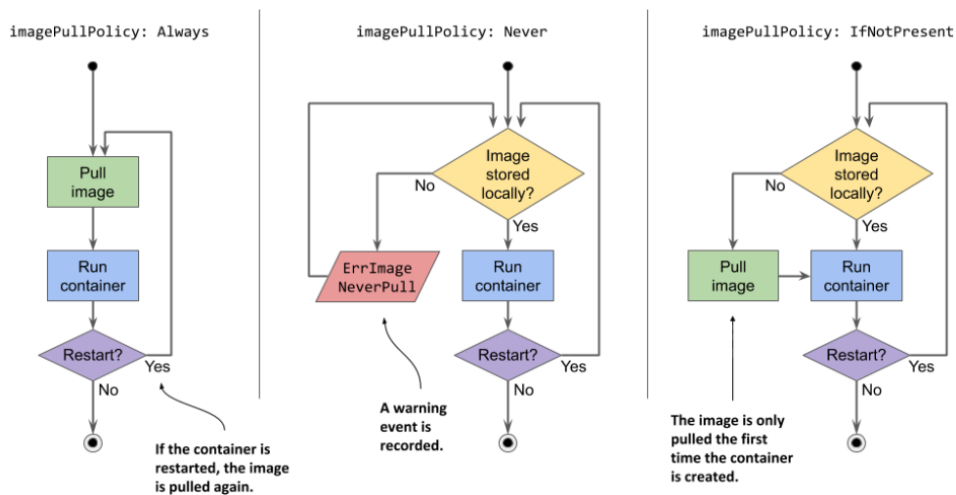 imagePullPolicy: Always
Pull
image
Run
container
Restart?
Yes
No
If the container is
restarted, the image
is pulled again.
imagePullPolicy: Never
Image
stored
locally?
No
Yes
ErrImage
NeverPull
Run
container
Restart?
Yes
No
A warning
event is
recorded.
imagePullPolicy: IfNotPresent
Image
stored
locally?
No
Yes
Pull
image
Run
container
Restart?
Yes
No
The image is only
pulled the first
time the container
is created.